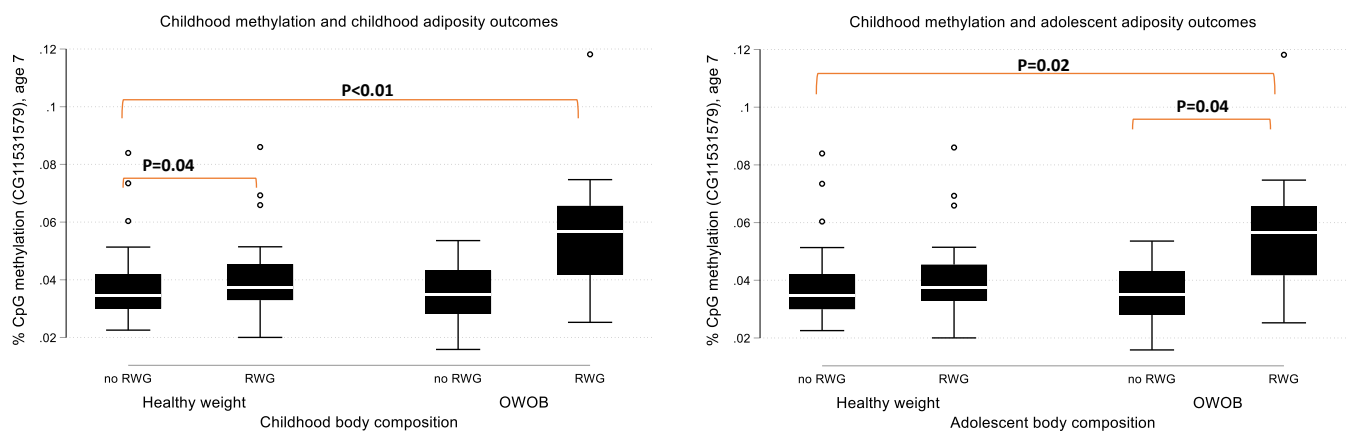 Childhood methylation and childhood adiposity outcomes
% CpG methylation (CG11531579), age 7
.12
.1
.08
.06
.04
.02
P<0.01
P=0.04
no RWG RWG no RWG RWG
Healthy weight OWOB
Childhood body composition
Childhood methylation and adolescent adiposity outcomes
% CpG methylation (CG11531579), age 7
.12
.1
.08
.06
.04
.02
P=0.02
P=0.04
no RWG RWG no RWG RWG
Healthy weight OWOB
Adolescent body composition